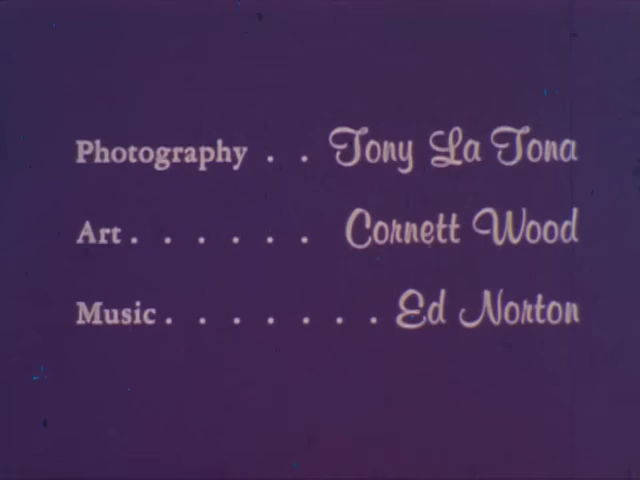 Photography . . Tony La Tona
Art . . . . . . Cornett Wood
Music . . . . . . . Ed Norton